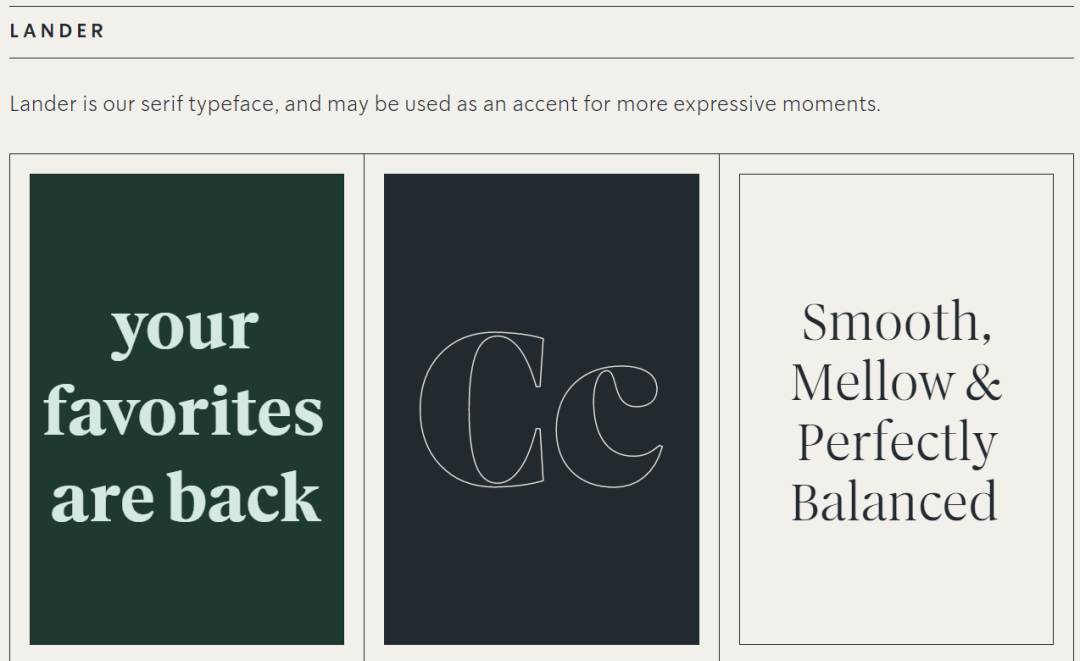 LANDER
Lander is our serif typeface, and may be used as an accent for more expressive moments.
your
favorites
are back
Cc
Smooth,
Mellow &
Perfectly
Balanced